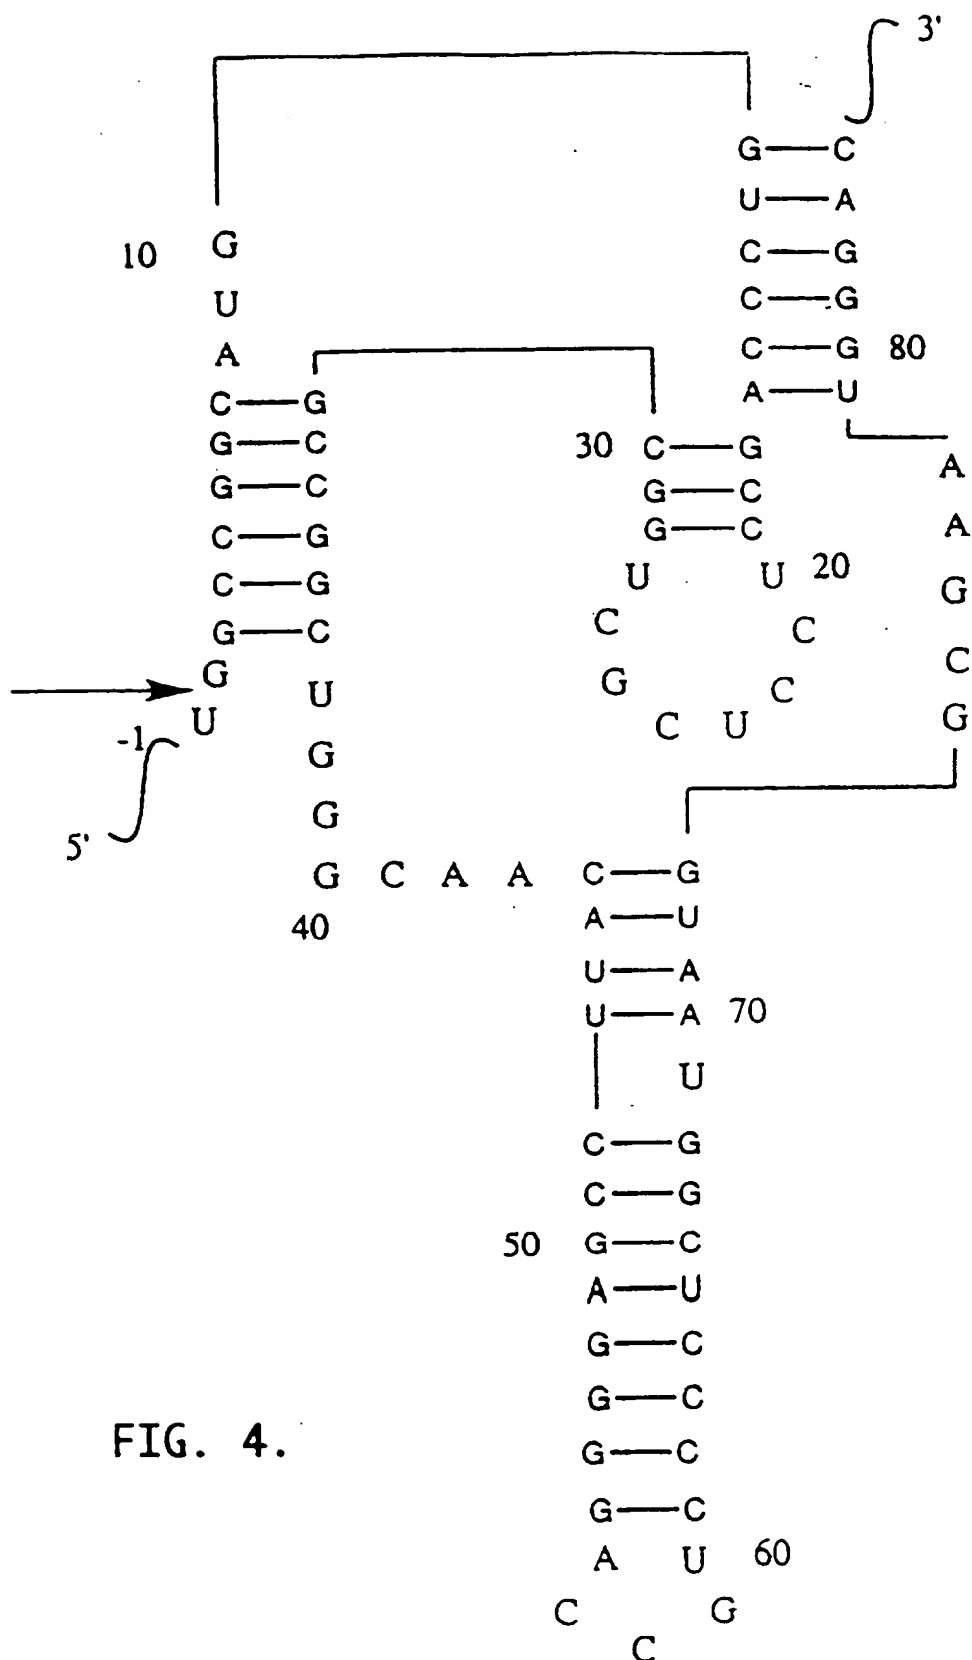 3'
G C
U A
G
10
C G
U
C G
A
C G 80
A U
C G
30 C G
G C
G C
G C
G C
C G
U U 20
C G
C C
G C
G C
C U
G U
U
-1
5'
A
A
G
C
G
G
G
G C A A C G
40
A U
U A
U A 70
U
C G
C G
50 G C
A U
G C
G C
G C
G C
A U 60
C G
C
FIG. 4.